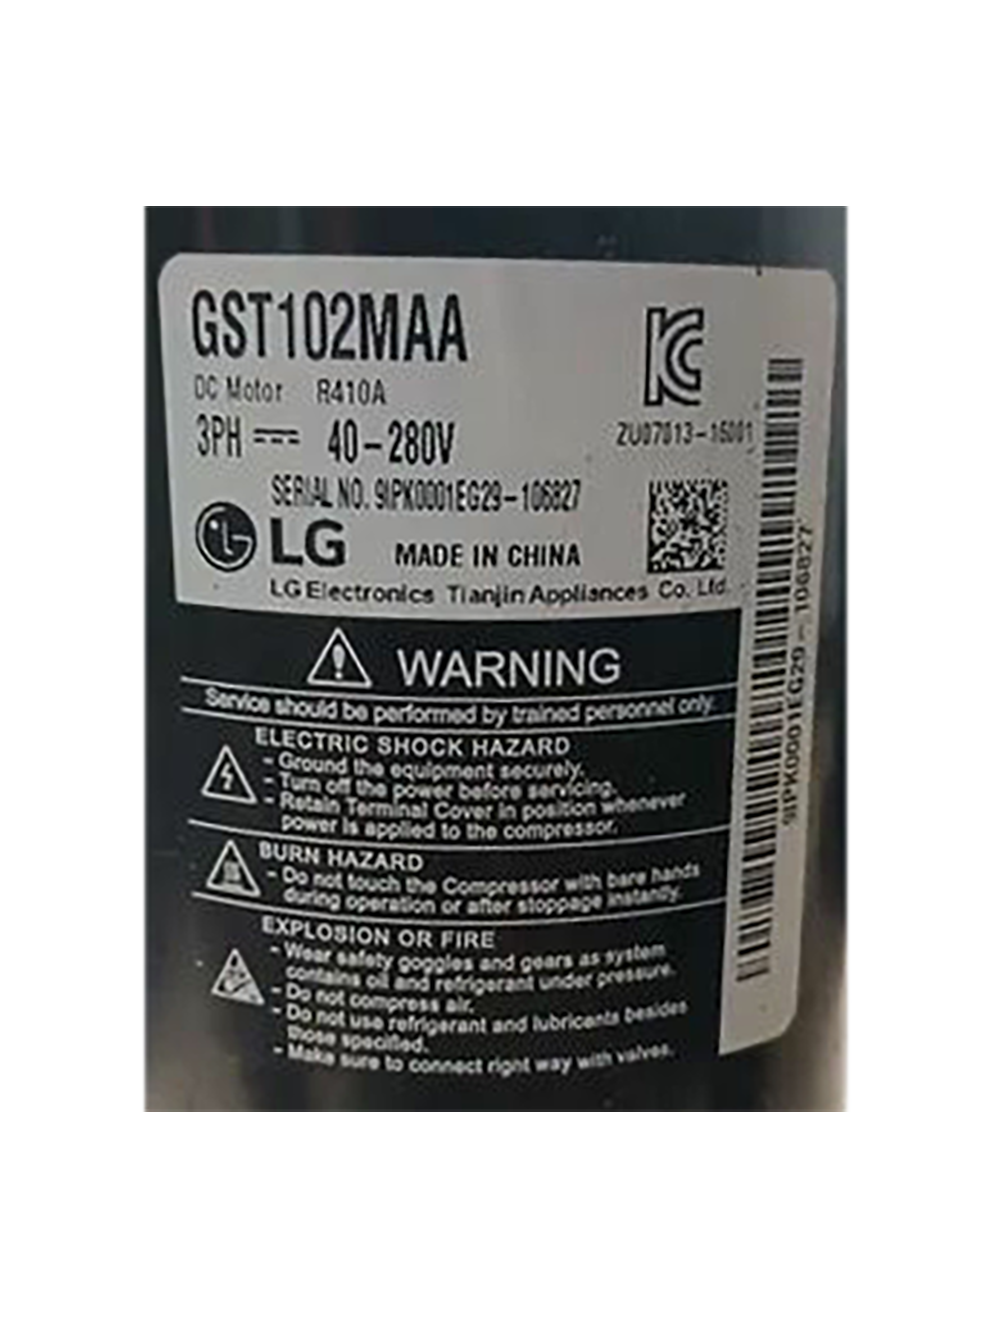 GST102MAA
DC Motor R410A
3PH 40-280V
ZU07013-16001
SERIAL NO. 9IPK0001EG29-106827
LG MADE IN CHINA
LG Electronics Tianjin Appliances Co. Ltd.
9IPK0001EG29-106827
WARNING
Service should be performed by trained personnel only.
ELECTRIC SHOCK HAZARD
- Ground the equipment securely.
- Turn off the power before servicing.
- Retain Terminal Cover in position whenever
power is applied to the compressor.
BURN HAZARD
- Do not touch the Compressor with bare hands
during operation or after stoppage instantly.
EXPLOSION OR FIRE
- Wear safety goggles and gears as system
contains oil and refrigerant under pressure.
- Do not compress air.
- Do not use refrigerant and lubricants besides
those specified.
- Make sure to connect right way with valves.